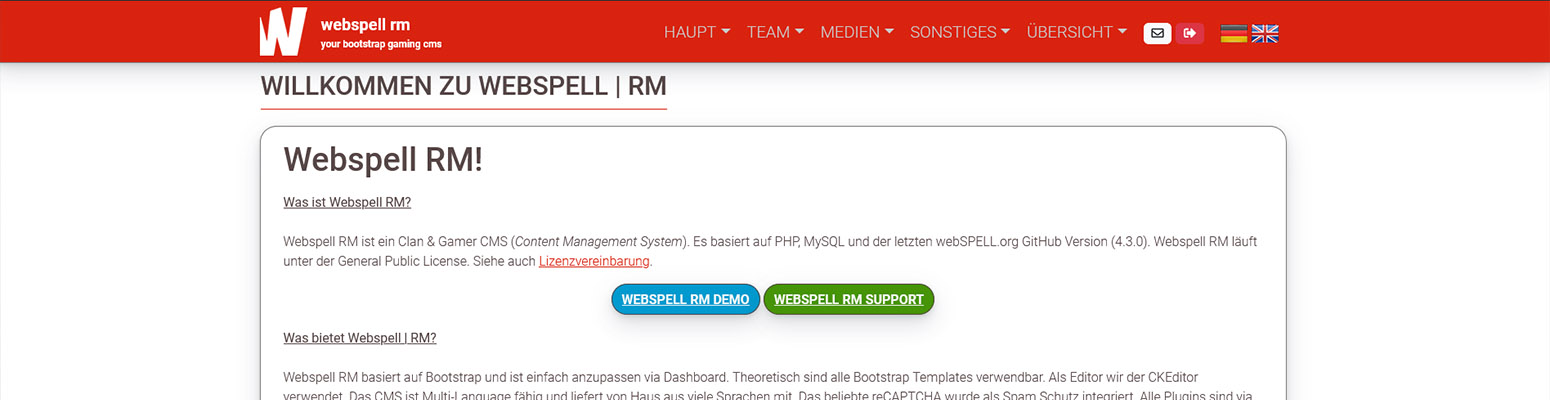 webspell rm
your bootstrap gaming cms
HAUPT TEAM MEDIEN SONSTIGES ÜBERSICHT
WILLKOMMEN ZU WEBSPELL | RM
Webspell RM!
Was ist Webspell RM?
Webspell RM ist ein Clan & Gamer CMS (Content Management System). Es basiert auf PHP, MySQL und der letzten webSPELL.org GitHub Version (4.3.0). Webspell RM läuft
unter der General Public License. Siehe auch Lizenzvereinbarung.
WEBSPELL RM DEMO WEBSPELL RM SUPPORT
Was bietet Webspell | RM?
Webspell RM basiert auf Bootstrap und ist einfach anzupassen via Dashboard. Theoretisch sind alle Bootstrap Templates verwendbar. Als Editor wir der CKEditor
verwendet. Das CMS ist Multi-Language fähig und liefert von Haus aus viele Sprachen mit. Das beliebte reCAPTCHA wurde als Spam Schutz integriert. Alle Plugins sind via